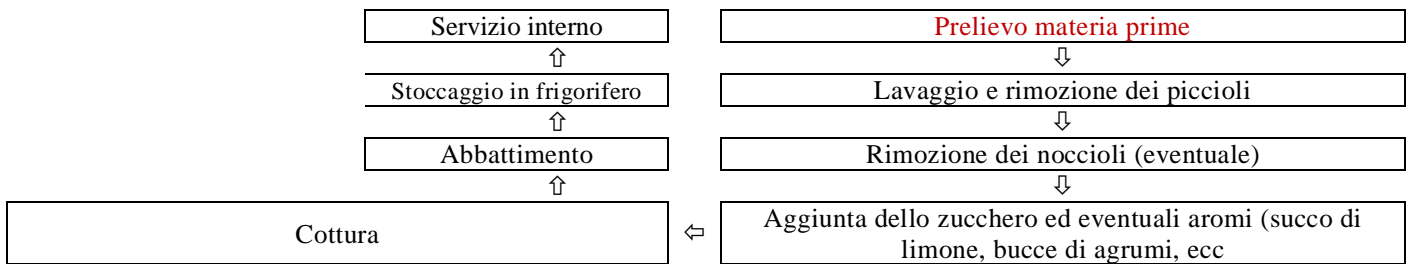 Servizio interno
Prelievo materia prime
⇧
⇩
Stoccaggio in frigorifero
Lavaggio e rimozione dei piccioli
⇧
⇩
Abbattimento
Rimozione dei noccioli (eventuale)
⇧
⇩
Cottura
⇦
Aggiunta dello zucchero ed eventuali aromi (succo di
limone, bucce di agrumi, ecc